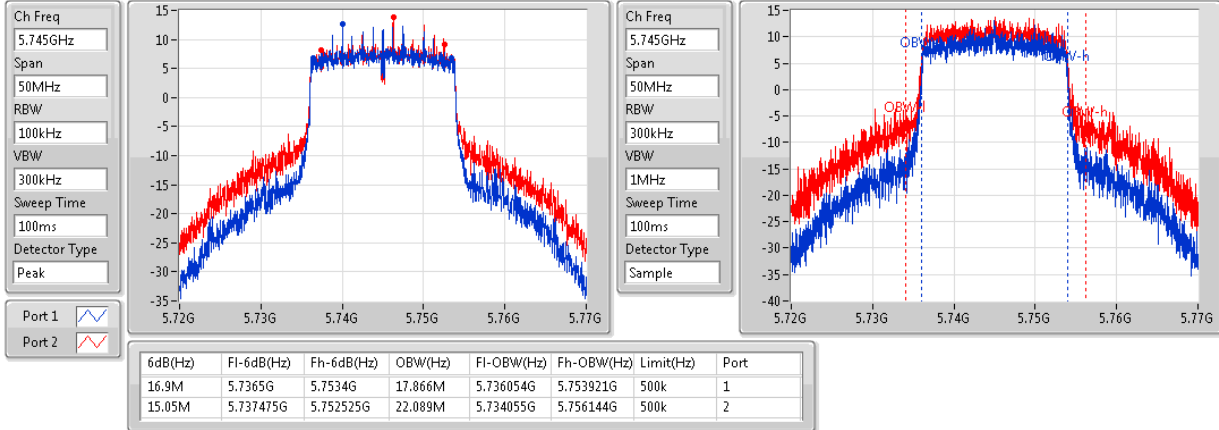 Ch Freq
5.745GHz
Span
50MHz
RBW
100kHz
VBW
300kHz
Sweep Time
100ms
Detector Type
Peak
Port 1
Port 2
15
10
5
0
-5
-10
-15
-20
-25
-30
-35
5.72G 5.73G 5.74G 5.75G 5.76G 5.77G
Ch Freq
5.745GHz
Span
50MHz
RBW
300kHz
VBW
1MHz
Sweep Time
100ms
Detector Type
Sample
15
10
5
0
-5
-10
-15
-20
-25
-30
-35
-40
5.72G 5.73G 5.74G 5.75G 5.76G 5.77G
6dB(Hz) Fl-6dB(Hz) Fh-6dB(Hz) OBW(Hz) Fl-OBW(Hz) Fh-OBW(Hz) Limit(Hz) Port
16.9M 5.7365G 5.7534G 17.866M 5.736054G 5.753921G 500k 1
15.05M 5.737475G 5.752525G 22.089M 5.734055G 5.756144G 500k 2